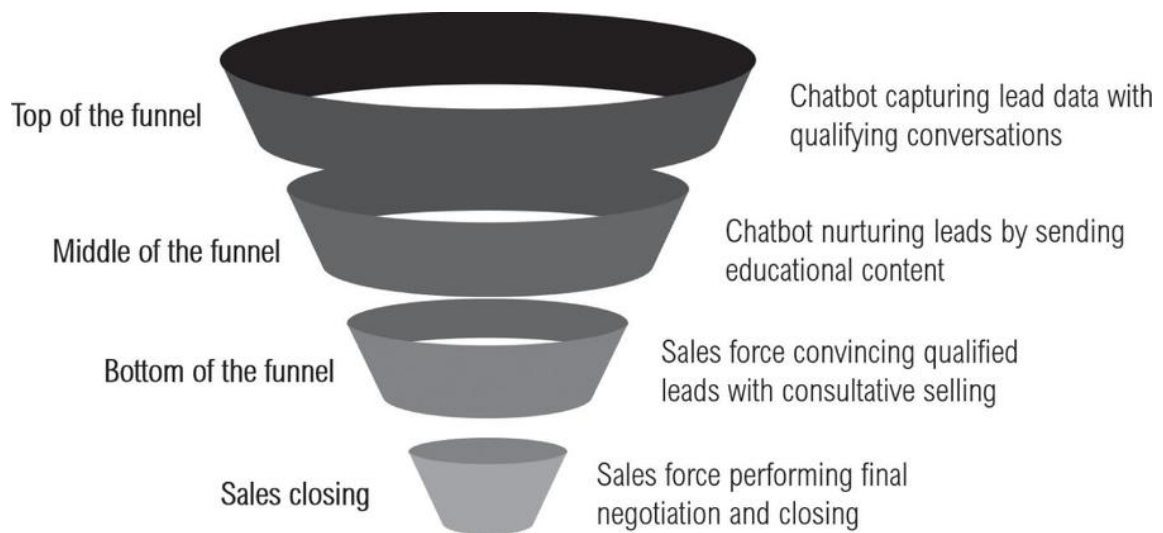 Top of the funnel
Chatbot capturing lead data with
qualifying conversations
Middle of the funnel
Chatbot nurturing leads by sending
educational content
Bottom of the funnel
Sales force convincing qualified
leads with consultative selling
Sales closing
Sales force performing final
negotiation and closing